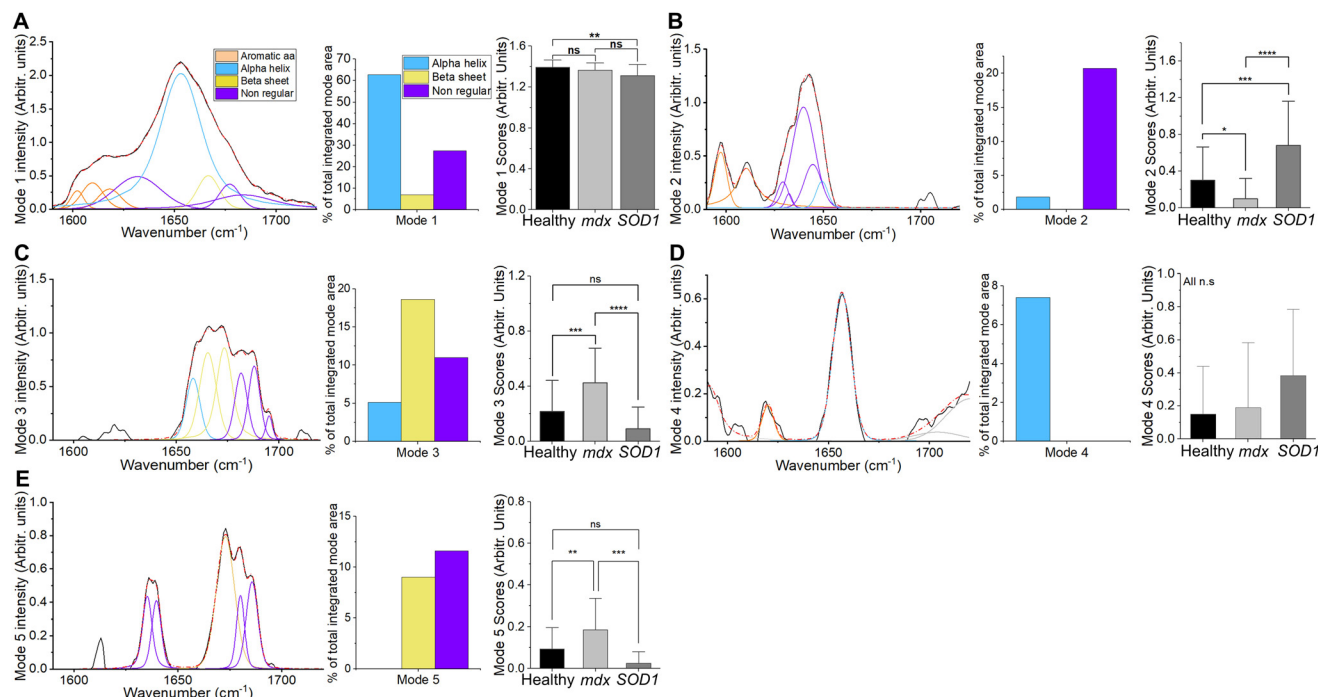 A
Mode 1 intensity (Arbitr. units)
2.5
2.0
1.5
1.0
0.5
0.0
1600
1650
1700
Wavenumber (cm-1)
Aromatic aa
Alpha helix
Beta sheet
Non regular
% of total integrated mode area
70
60
50
40
30
20
10
0
Mode 1
Alpha helix
Beta sheet
Non regular
Mode 1 Scores (Arbitr. Units)
1.6
1.2
0.8
0.4
0.0
**
ns
ns
Healthy mdx SOD1
B
Mode 2 intensity (Arbitr. Units)
2.0
1.5
1.0
0.5
0.0
1600
1650
1700
Wavenumber (cm-1)
% of total integrated mode area
20
15
10
5
0
Mode 2
Mode 2 Scores (Arbitr. Units)
1.6
1.2
0.8
0.4
0.0
****
***
*
Healthy mdx SOD1
C
Mode 3 intensity (Arbitr. Units)
1.5
1.0
0.5
0.0
1600
1650
1700
Wavenumber (cm-1)
% of total integrated mode area
20
15
10
5
0
Mode 3
Mode 3 Scores (Arbitr. Units)
1.2
0.8
0.4
0.0
ns
****
***
Healthy mdx SOD1
D
Mode 4 intensity (Arbitr. Units)
0.8
0.6
0.4
0.2
0.0
1600
1650
1700
Wavenumber (cm-1)
% of total integrated mode area
8
6
4
2
0
Mode 4
Mode 4 Scores (Arbitr. Units)
1.0
0.8
0.6
0.4
0.2
0.0
All n.s
Healthy mdx SOD1
E
Mode 5 intensity (Arbitr. units)
1.0
0.8
0.6
0.4
0.2
0.0
1600
1650
1700
Wavenumber (cm-1)
% of total integrated mode area
15
10
5
0
Mode 5
Mode 5 Scores (Arbitr. Units)
0.8
0.6
0.4
0.2
0.0
ns
**
***
Healthy mdx SOD1